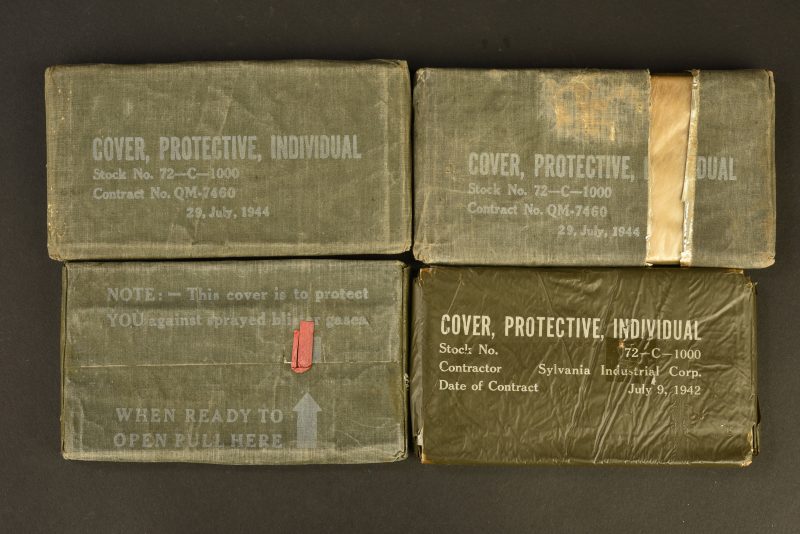 COVER, PROTECTIVE, INDIVIDUAL
Stock No. 72—C—1000
Contract No. QM-7460
29, July, 1944
COVER, PROTECTIVE, I DUAL
Stock No. 72—C—1000
Contract No. QM-7460
29, July, 1944
NOTE:— This cover is to protect
YOU against sprayed blister gases
WHEN READY TO
OPEN PULL HERE
COVER, PROTECTIVE, INDIVIDUAL
Stock No. 72—C—1000
Contractor Sylvania Industrial Corp.
Date of Contract July 9, 1942